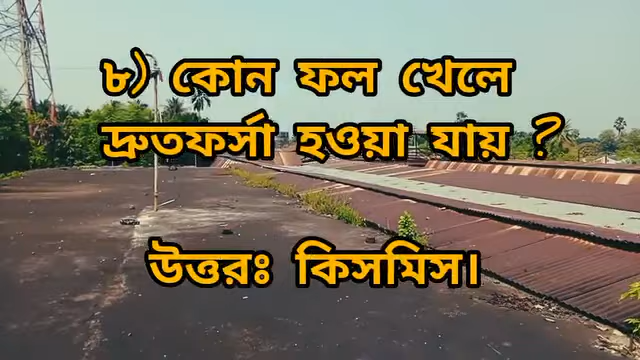 ৮) কোন ফল খেলে
দ্রুতফর্সা হওয়া যায় ?
উত্তরঃ কিসমিস।